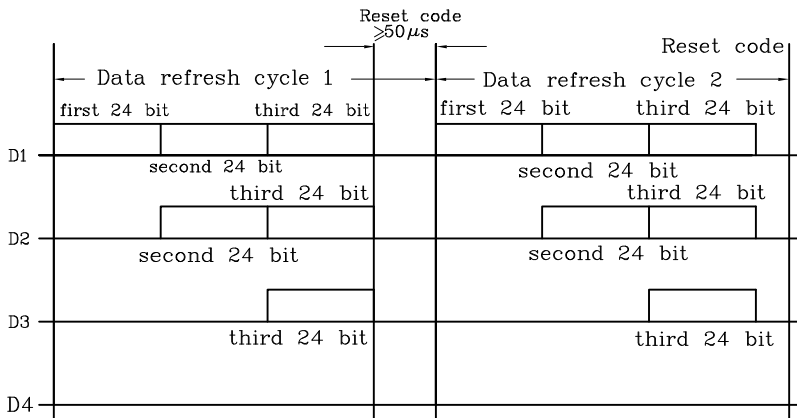 Reset code
⩾50μs
Reset code
Data refresh cycle 1
Data refresh cycle 2
first 24 bit
third 24 bit
first 24 bit
third 24 bit
D1
second 24 bit
second 24 bit
third 24 bit
third 24 bit
D2
second 24 bit
second 24 bit
D3
third 24 bit
third 24 bit
D4